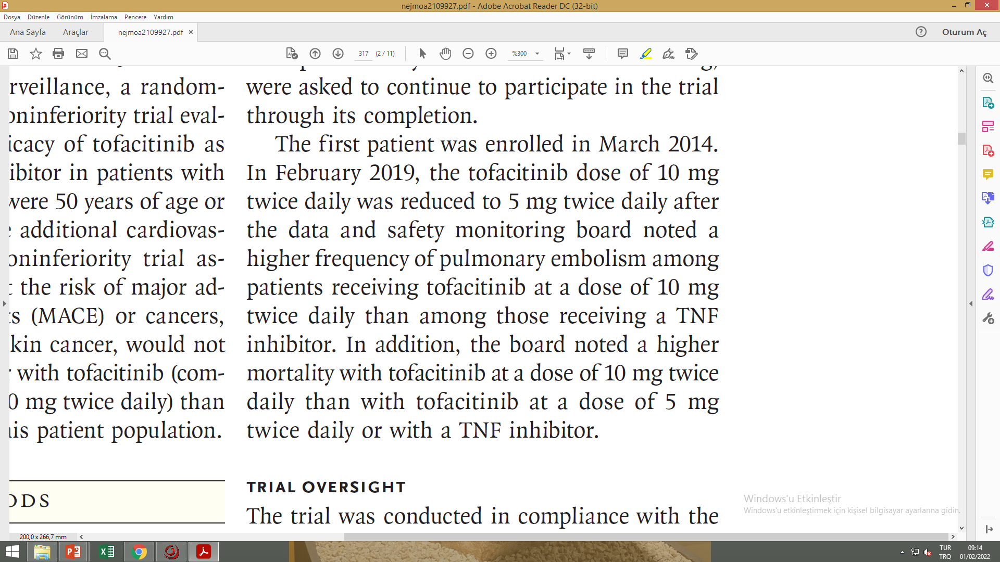 nejmoa2109927.pdf - Adobe Acrobat Reader DC (32-bit)
Dosya Düzenle Görünüm İmzalama Pencere Yardım
Ana Sayfa Araçlar nejmoa2109927.pdf Oturum Aç
317 (2 / 11) %300
rveillance, a random-
oninferiority trial eval-
icacy of tofacitinib as
ibitor in patients with
were 50 years of age or
additional cardiovas-
oninferiority trial as-
the risk of major ad-
s (MACE) or cancers,
kin cancer, would not
with tofacitinib (com-
0 mg twice daily) than
is patient population.
ODS
were asked to continue to participate in the trial
through its completion.
The first patient was enrolled in March 2014.
In February 2019, the tofacitinib dose of 10 mg
twice daily was reduced to 5 mg twice daily after
the data and safety monitoring board noted a
higher frequency of pulmonary embolism among
patients receiving tofacitinib at a dose of 10 mg
twice daily than among those receiving a TNF
inhibitor. In addition, the board noted a higher
mortality with tofacitinib at a dose of 10 mg twice
daily than with tofacitinib at a dose of 5 mg
twice daily or with a TNF inhibitor.
TRIAL OVERSIGHT
The trial was conducted in compliance with the
Windows'u Etkinleştir
Windows'u etkinleştirmek için kişisel bilgisayar ayarlarına gidin.
200,0 x 266,7 mm
TUR 09:14
TRQ 01/02/2022